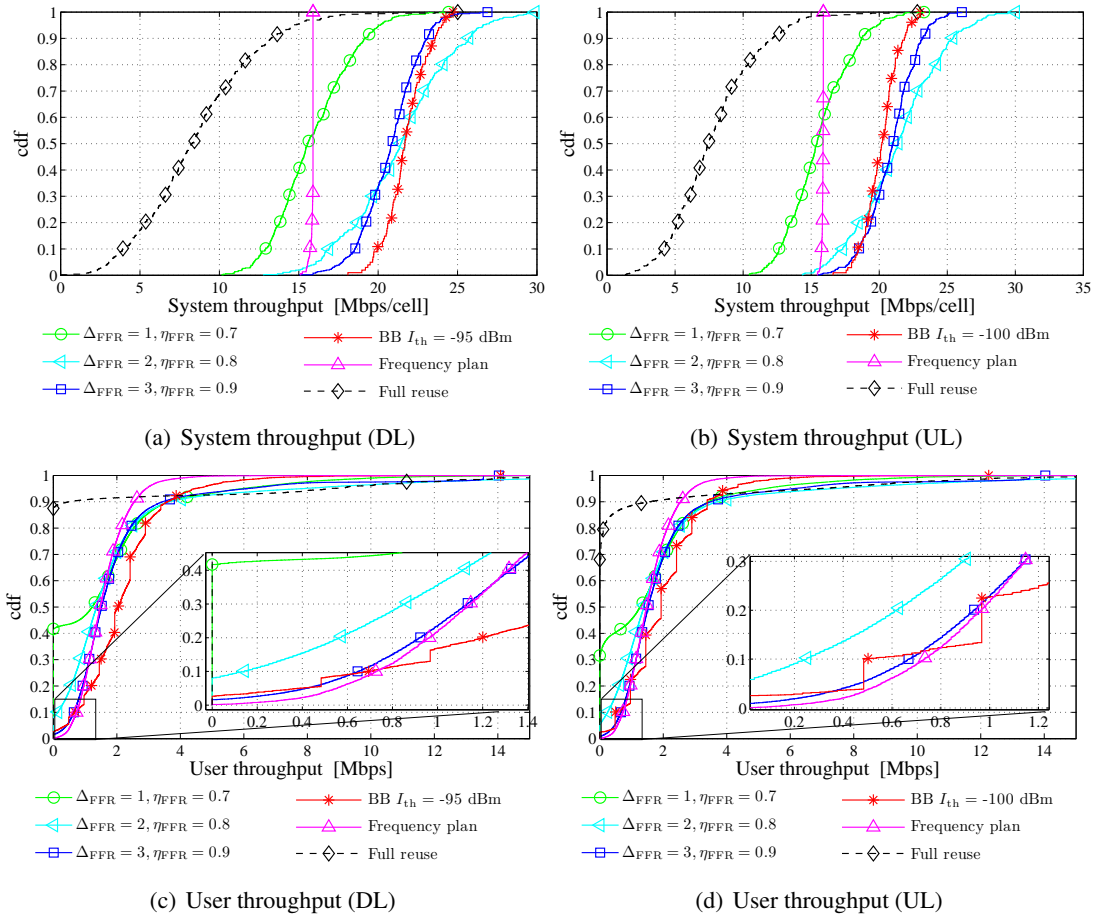 1
0.9
0.8
0.7
0.6
0.5
0.4
0.3
0.2
0.1
0
cdf
0 5 10 15 20 25 30
System throughput [Mbps/cell]
Δ_FFR = 1, η_FFR = 0.7
Δ_FFR = 2, η_FFR = 0.8
Δ_FFR = 3, η_FFR = 0.9
BB I_th = -95 dBm
Frequency plan
Full reuse
(a) System throughput (DL)
1
0.9
0.8
0.7
0.6
0.5
0.4
0.3
0.2
0.1
0
cdf
0 5 10 15 20 25 30 35
System throughput [Mbps/cell]
Δ_FFR = 1, η_FFR = 0.7
Δ_FFR = 2, η_FFR = 0.8
Δ_FFR = 3, η_FFR = 0.9
BB I_th = -100 dBm
Frequency plan
Full reuse
(b) System throughput (UL)
1
0.9
0.8
0.7
0.6
0.5
0.4
0.3
0.2
0.1
0
cdf
0.4
0.3
0.2
0.1
0
0 0.2 0.4 0.6 0.8 1 1.2 1.4
0 2 4 6 8 10 12 14
User throughput [Mbps]
Δ_FFR = 1, η_FFR = 0.7
Δ_FFR = 2, η_FFR = 0.8
Δ_FFR = 3, η_FFR = 0.9
BB I_th = -95 dBm
Frequency plan
Full reuse
(c) User throughput (DL)
1
0.9
0.8
0.7
0.6
0.5
0.4
0.3
0.2
0.1
0
cdf
0.3
0.2
0.1
0
0.2 0.4 0.6 0.8 1 1.2
0 2 4 6 8 10 12 14
User throughput [Mbps]
Δ_FFR = 1, η_FFR = 0.7
Δ_FFR = 2, η_FFR = 0.8
Δ_FFR = 3, η_FFR = 0.9
BB I_th = -100 dBm
Frequency plan
Full reuse
(d) User throughput (UL)